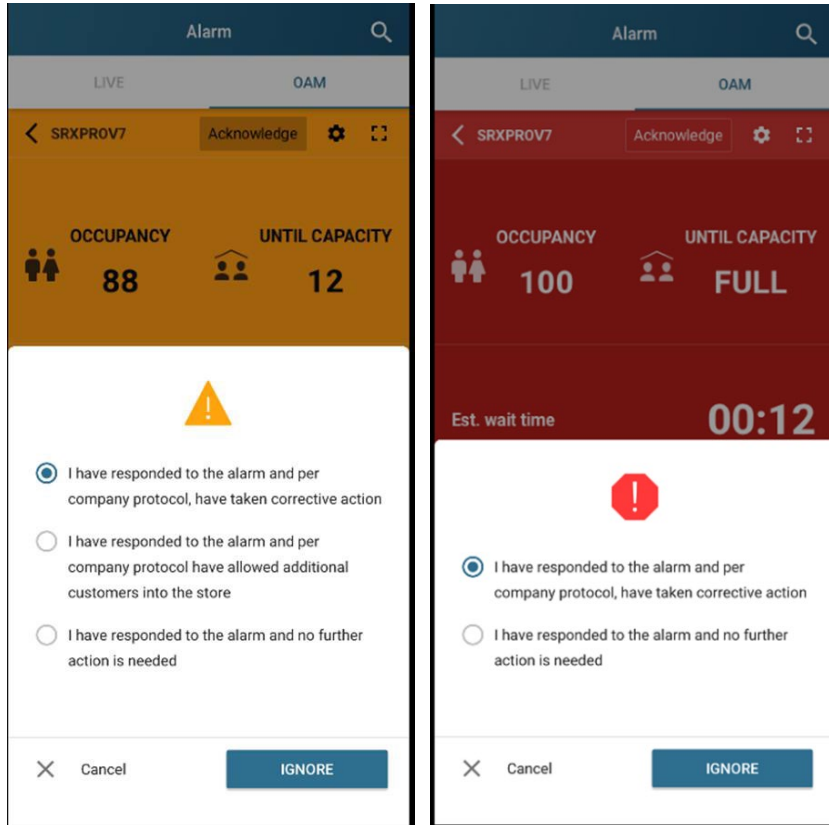 Alarm
LIVE
OAM
SRXPROV7
Acknowledge
OCCUPANCY
88
UNTIL CAPACITY
12
I have responded to the alarm and per
company protocol, have taken corrective action
I have responded to the alarm and per
company protocol have allowed additional
customers into the store
I have responded to the alarm and no further
action is needed
Cancel
IGNORE
Alarm
LIVE
OAM
SRXPROV7
Acknowledge
OCCUPANCY
100
UNTIL CAPACITY
FULL
Est. wait time
00:12
I have responded to the alarm and per
company protocol, have taken corrective action
I have responded to the alarm and no further
action is needed
Cancel
IGNORE